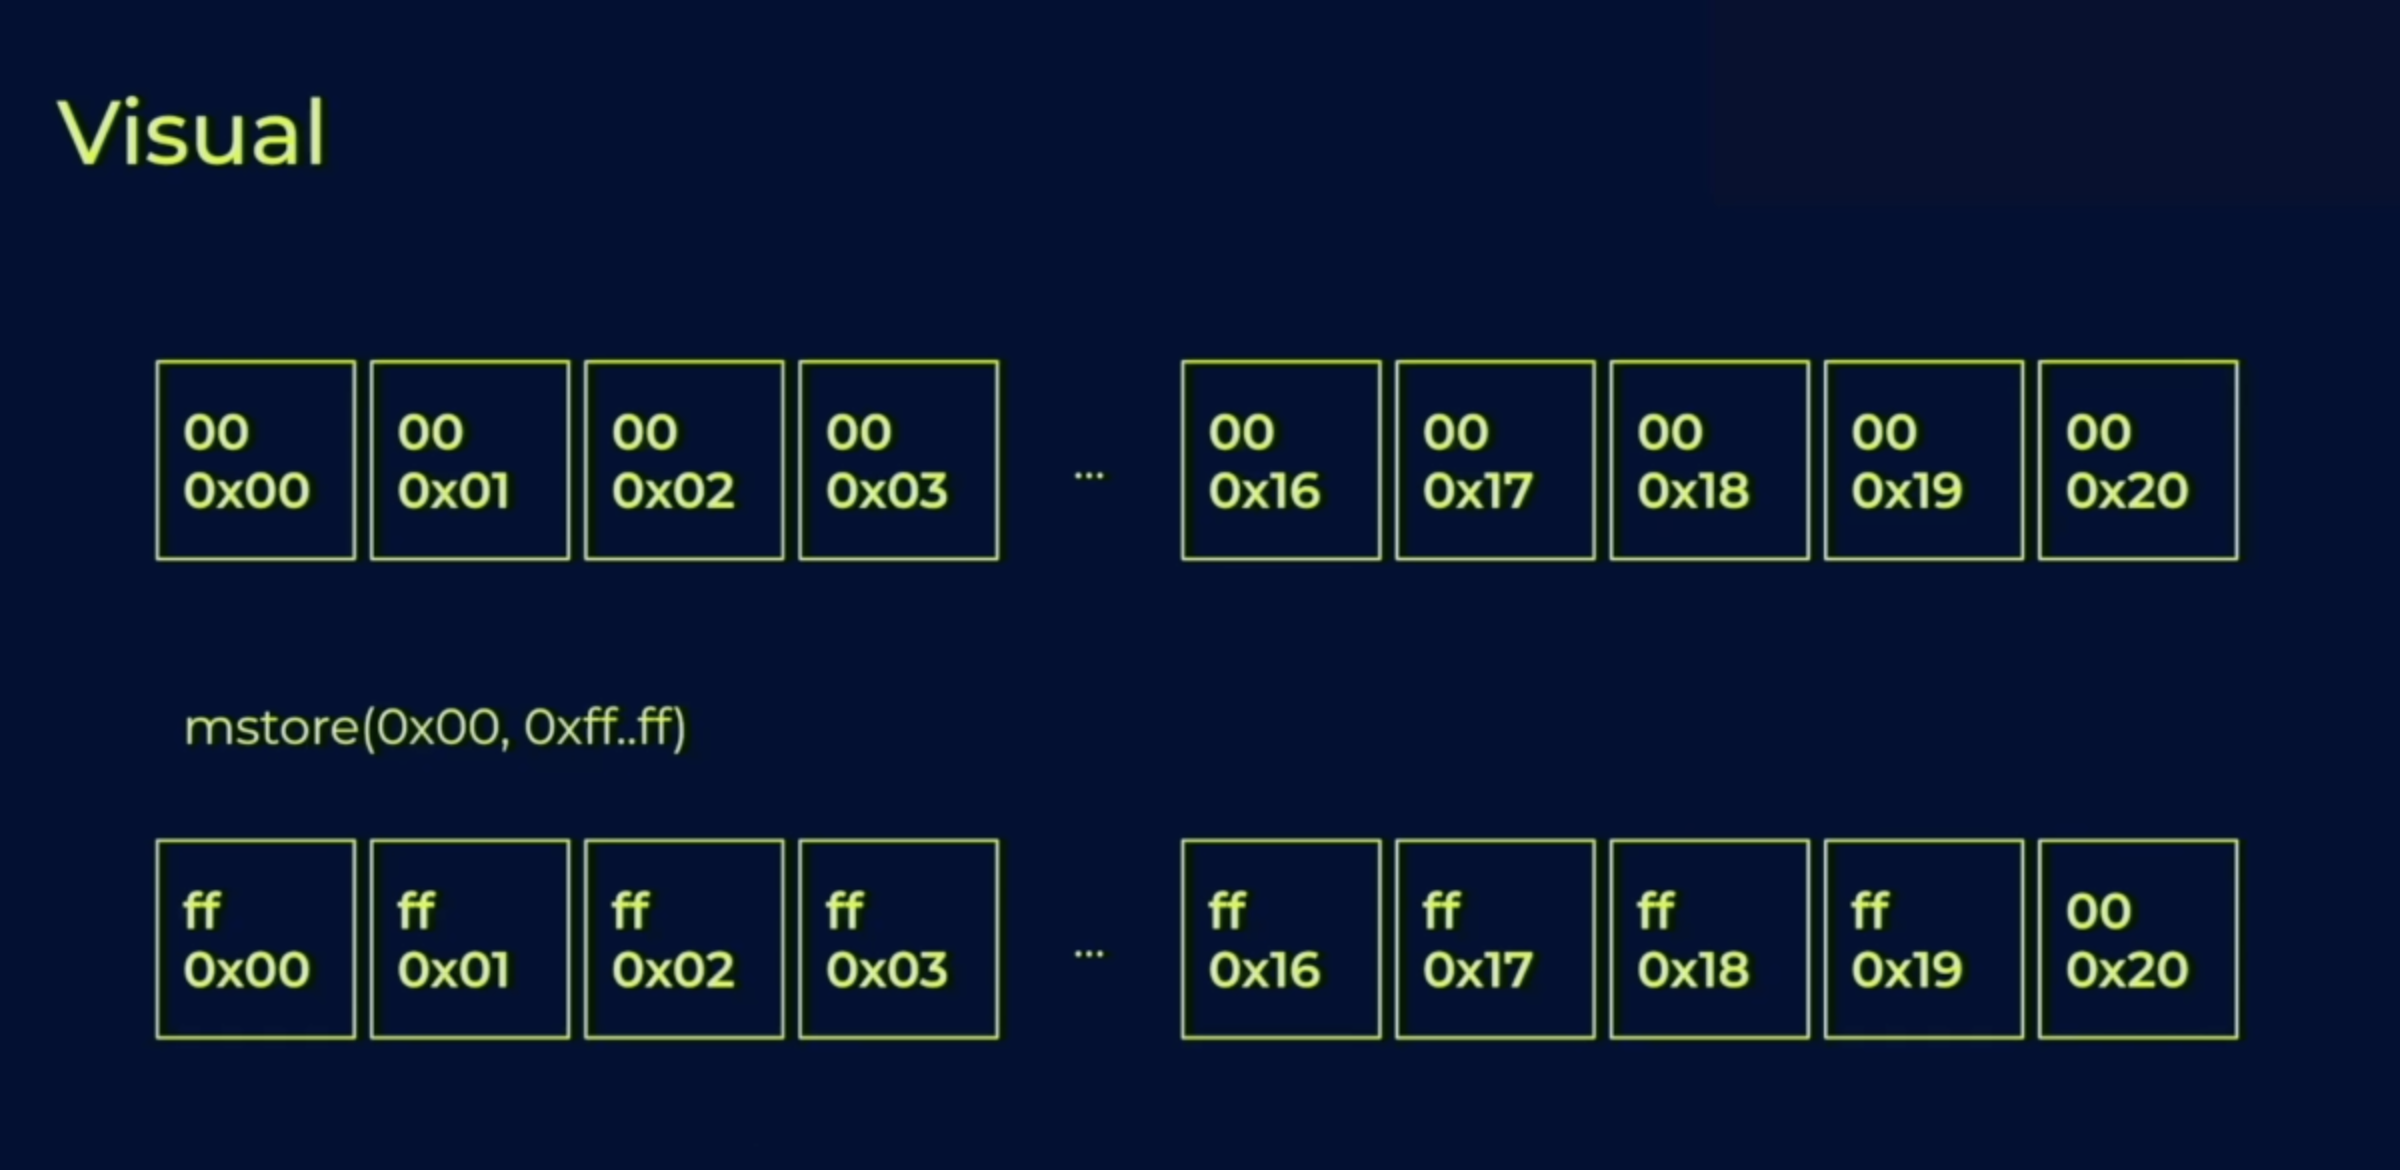 Visual
00 00 00 00 00 00 00 00 00
0x00 0x01 0x02 0x03 ... 0x16 0x17 0x18 0x19 0x20
mstore(0x00, 0xff..ff)
ff ff ff ff ff ff ff ff 00
0x00 0x01 0x02 0x03 ... 0x16 0x17 0x18 0x19 0x20